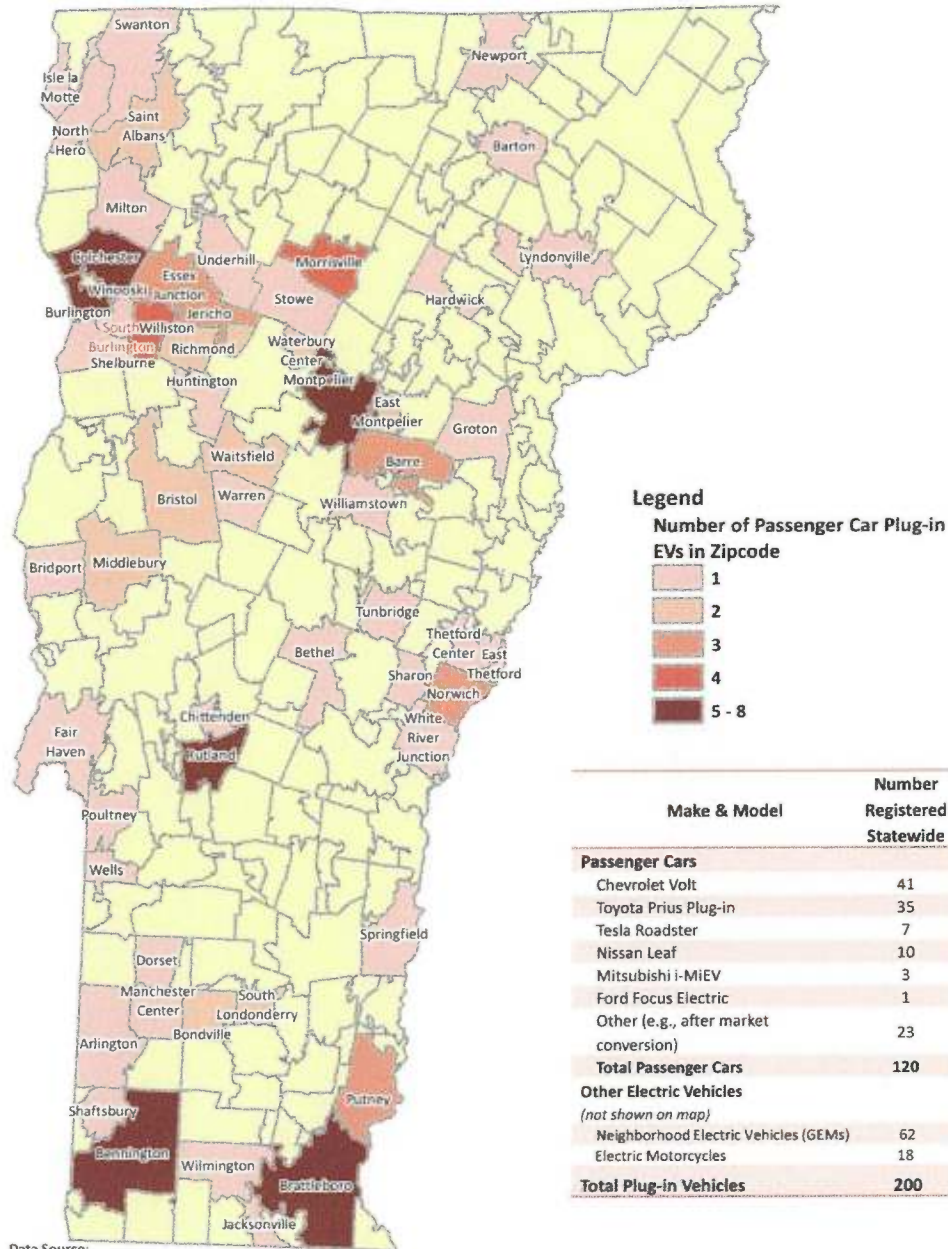 Swanton
Newport
Isle la
Motte
Saint
Albans
North
Hero
Barton
Milton
Colchester
Underhill
Morrisville
Lyndonville
Essex
Junction
Winooski
Stowe
Hardwick
Burlington
Jericho
South
Burlington
Williston
Richmond
Shelburne
Waterbury
Center
Montpelier
Huntington
East
Montpelier
Groton
Waitsfield
Barre
Bristol
Warren
Williamstown
Legend
Number of Passenger Car Plug-in
EVs in Zipcode
1
2
3
4
5 - 8
Bridport
Middlebury
Tunbridge
Thetford
Center
East
Thetford
Bethel
Sharon
Norwich
Chittenden
White
River
Junction
Fair
Haven
Rutland
Poultney
Wells
Springfield
Dorset
Manchester
Center
South
Londonderry
Bondville
Arlington
Putney
Shaftsbury
Bennington
Wilmington
Brattleboro
Jacksonville
Make & Model Number Registered Statewide
Passenger Cars
Chevrolet Volt 41
Toyota Prius Plug-in 35
Tesla Roadster 7
Nissan Leaf 10
Mitsubishi i-MiEV 3
Ford Focus Electric 1
Other (e.g., after market
conversion) 23
Total Passenger Cars 120
Other Electric Vehicles
(not shown on map)
Neighborhood Electric Vehicles (GEMs) 62
Electric Motorcycles 18
Total Plug-in Vehicles 200
Data Source: